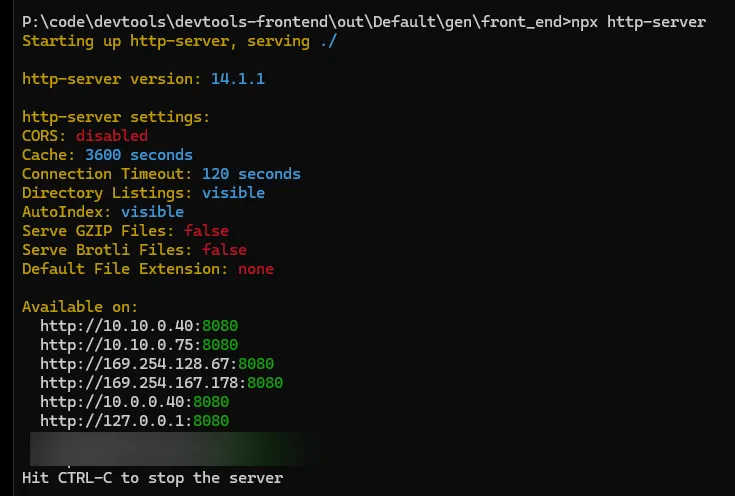 P:\code\devtools\devtools-frontend\out\Default\gen\front_end>npx http-server
Starting up http-server, serving ./
http-server version: 14.1.1
http-server settings:
CORS: disabled
Cache: 3600 seconds
Connection Timeout: 120 seconds
Directory Listings: visible
AutoIndex: visible
Serve GZIP Files: false
Serve Brotli Files: false
Default File Extension: none
Available on:
http://10.10.0.40:8080
http://10.10.0.75:8080
http://169.254.128.67:8080
http://169.254.167.178:8080
http://10.0.0.40:8080
http://127.0.0.1:8080
Hit CTRL-C to stop the server